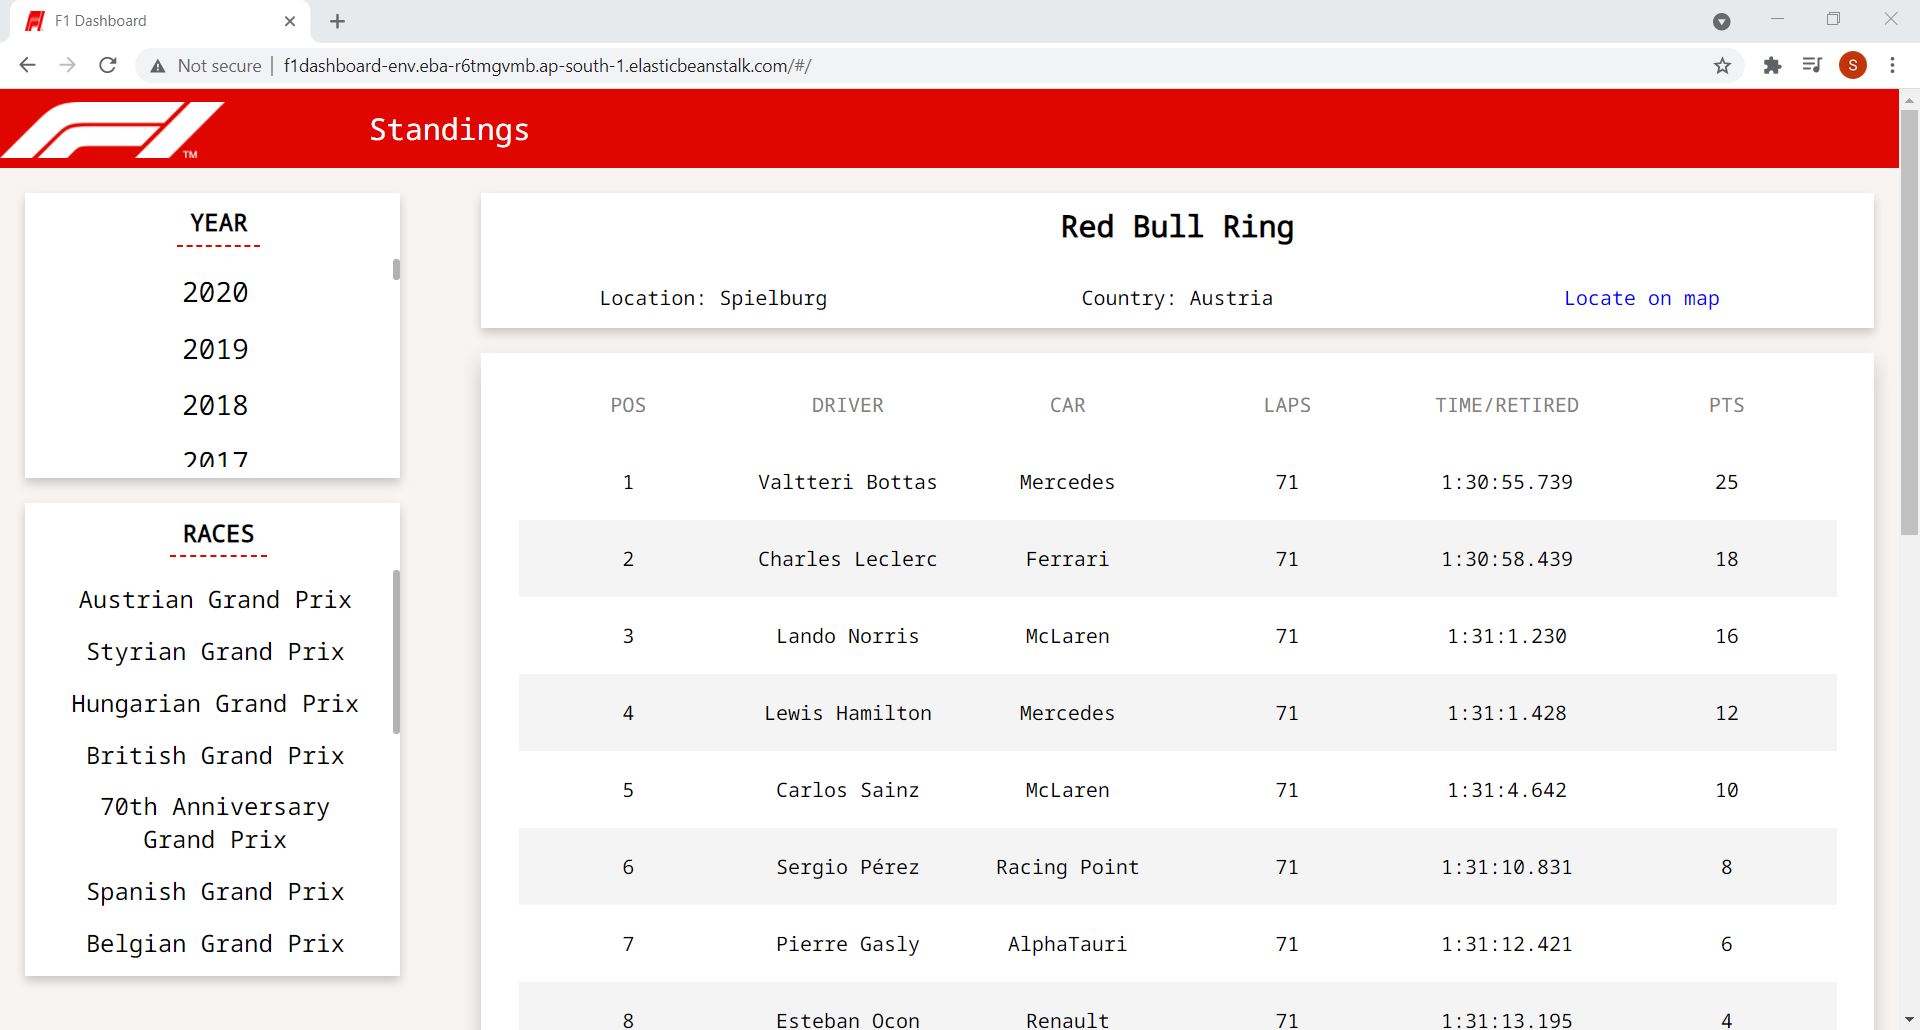 F1 Dashboard
Not secure | f1dashboard-env.eba-r6tmgvmb.ap-south-1.elasticbeanstalk.com/#/
S
F1 TM
Standings
YEAR
2020
2019
2018
2017
RACES
Austrian Grand Prix
Styrian Grand Prix
Hungarian Grand Prix
British Grand Prix
70th Anniversary
Grand Prix
Spanish Grand Prix
Belgian Grand Prix
Red Bull Ring
Location: Spielburg Country: Austria Locate on map
POS DRIVER CAR LAPS TIME/RETIRED PTS
1 Valtteri Bottas Mercedes 71 1:30:55.739 25
2 Charles Leclerc Ferrari 71 1:30:58.439 18
3 Lando Norris McLaren 71 1:31:1.230 16
4 Lewis Hamilton Mercedes 71 1:31:1.428 12
5 Carlos Sainz McLaren 71 1:31:4.642 10
6 Sergio Pérez Racing Point 71 1:31:10.831 8
7 Pierre Gasly AlphaTauri 71 1:31:12.421 6
8 Esteban Ocon Renault 71 1:31:13.195 4